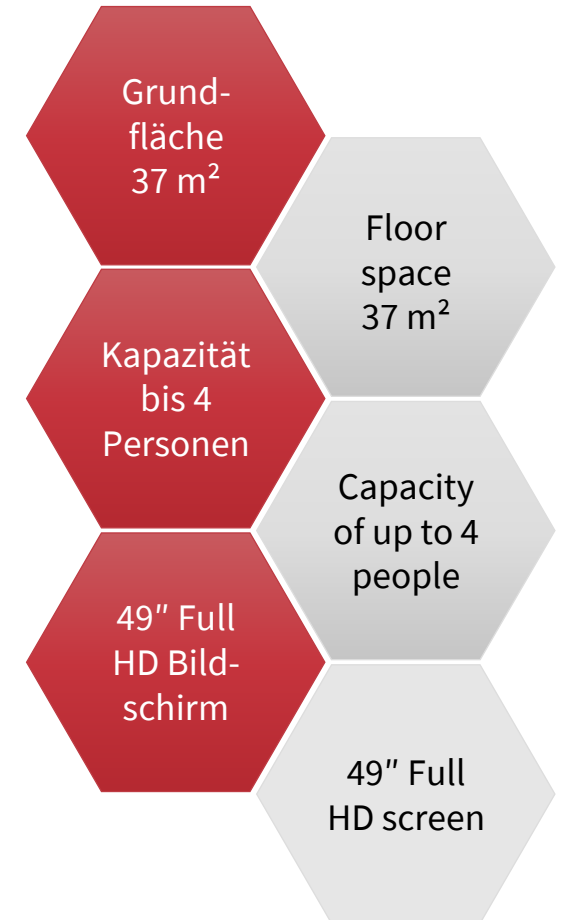 Grund-
fläche
37 m²
Floor
space
37 m²
Kapazität
bis 4
Personen
Capacity
of up to 4
people
49″ Full
HD Bild-
schirm
49″ Full
HD screen